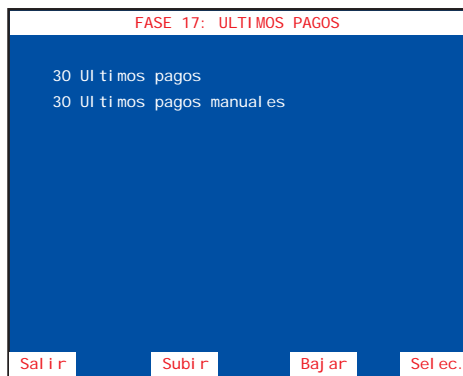 FASE 17: ULTIMOS PAGOS
30 Ultimos pagos
30 Ultimos pagos manuales
Salir Subir Bajar Selec.